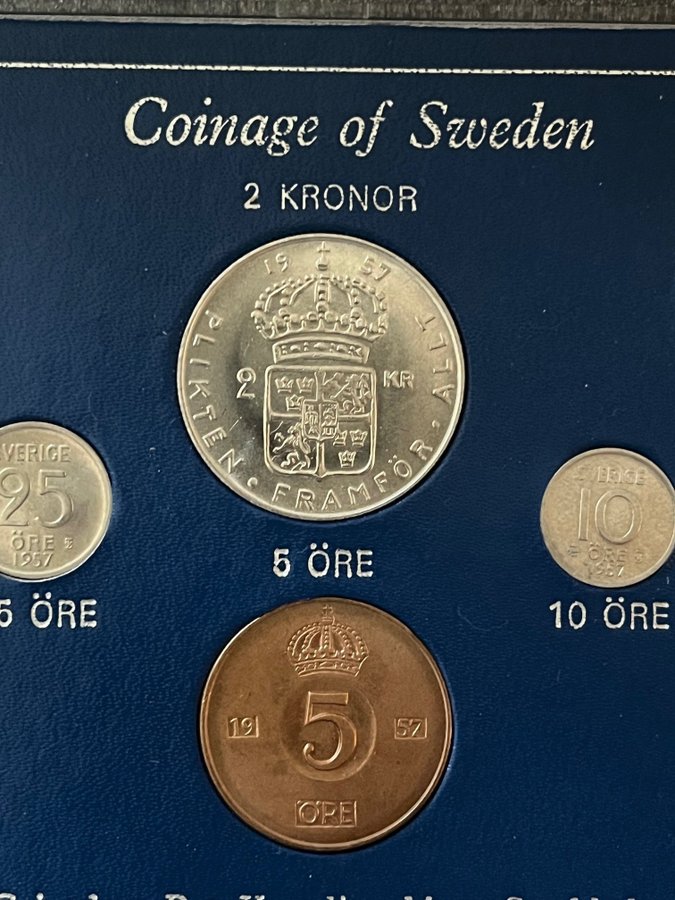 Coinage of Sweden
2 KRONOR
19 57
PLIKTEN · FRAMFÖR · ALLT
2 KR
SVERIGE
25
ÖRE
1957
5 ÖRE
SVERIGE
10
ÖRE
1957
10 ÖRE
5 ÖRE
5
19 57
ÖRE